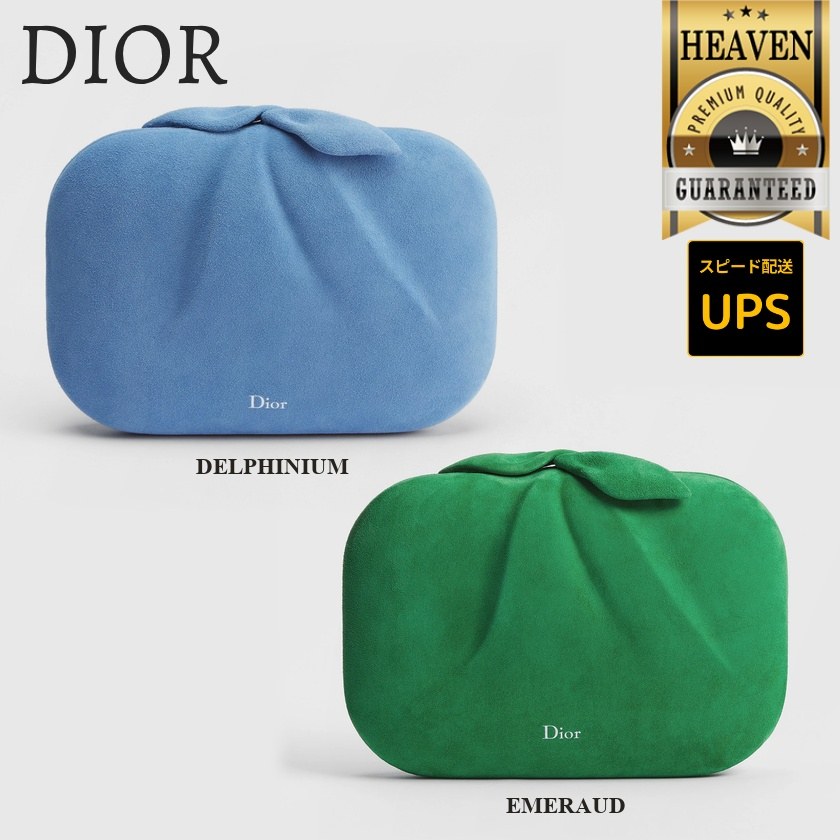 DIOR
HEAVEN
PREMIUM QUALITY
GUARANTEED
スピード配送
UPS
Dior
DELPHINIUM
Dior
EMERAUD